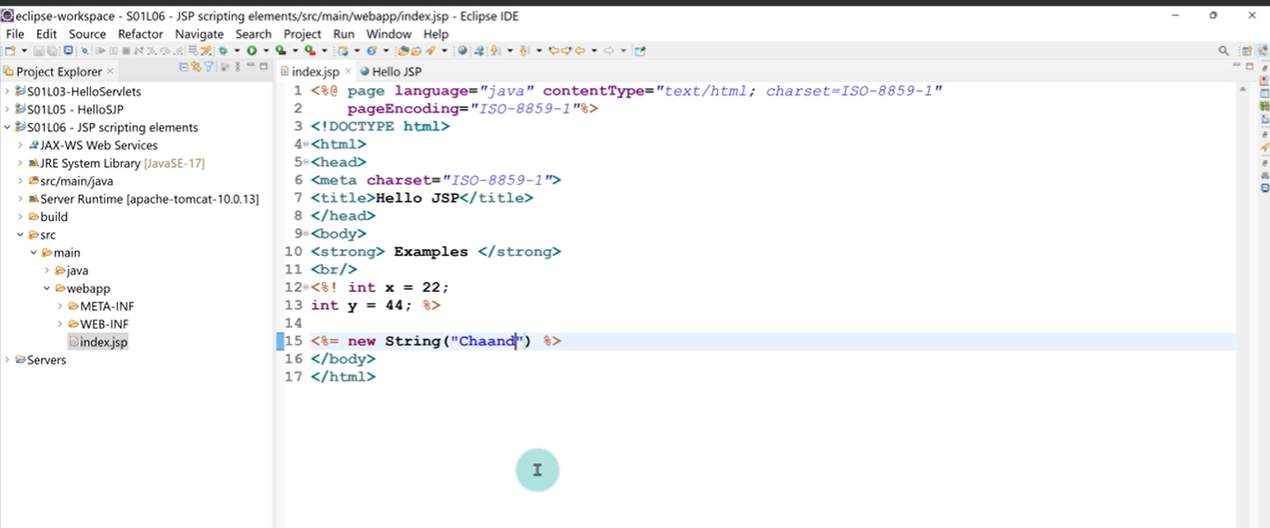 eclipse-workspace - S01L06 - JSP scripting elements/src/main/webapp/index.jsp - Eclipse IDE
File Edit Source Refactor Navigate Search Project Run Window Help
Project Explorer
S01L03-HelloServlets
S01L05 - HelloSJP
S01L06 - JSP scripting elements
JAX-WS Web Services
JRE System Library [JavaSE-17]
src/main/java
Server Runtime [apache-tomcat-10.0.13]
build
src
main
java
webapp
META-INF
WEB-INF
index.jsp
Servers
index.jsp Hello JSP
1 <%@ page language="java" contentType="text/html; charset=ISO-8859-1"
2 pageEncoding="ISO-8859-1"%>
3 <!DOCTYPE html>
4 <html>
5 <head>
6 <meta charset="ISO-8859-1">
7 <title>Hello JSP</title>
8 </head>
9 <body>
10 <strong> Examples </strong>
11 <br/>
12 <%! int x = 22;
13 int y = 44; %>
14
15 <%= new String("Chaand") %>
16 </body>
17 </html>